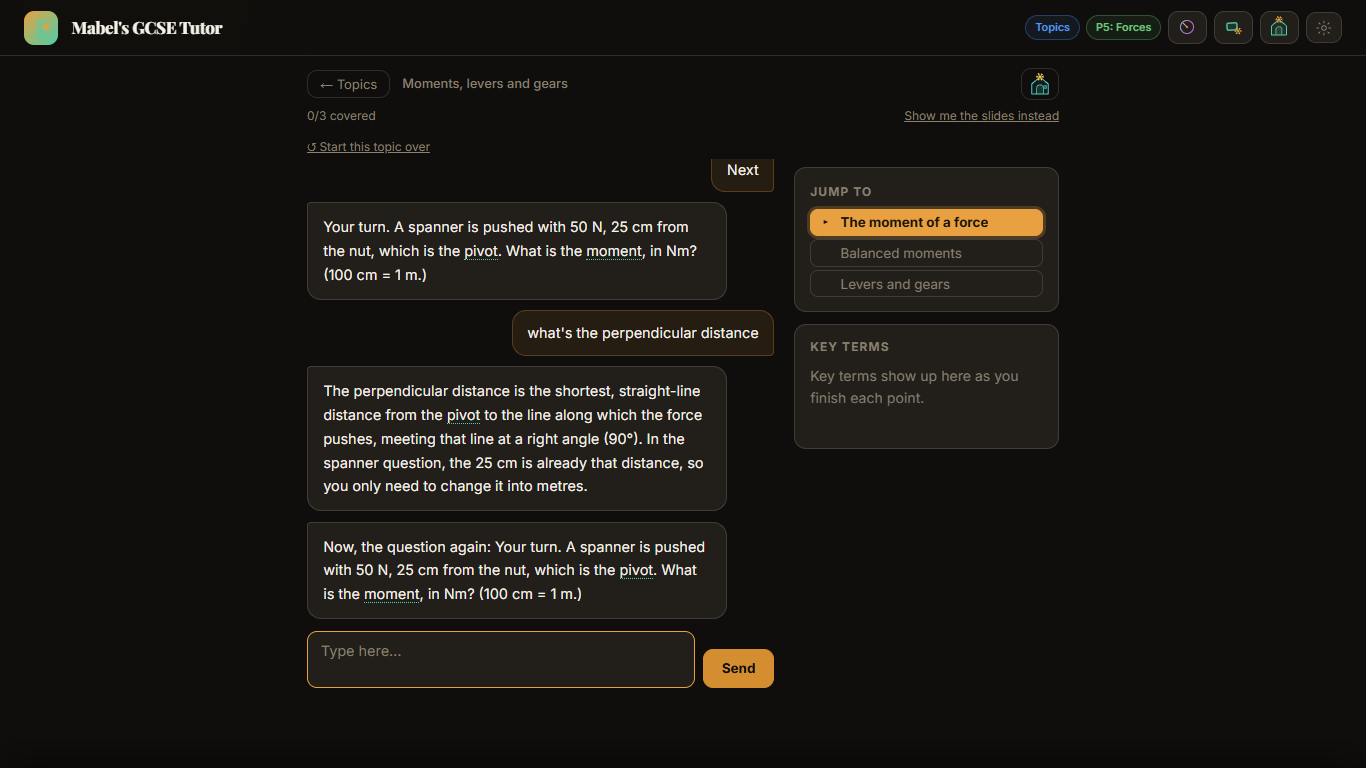 Mabel's GCSE Tutor
Topics
P5: Forces
← Topics
Moments, levers and gears
0/3 covered
Show me the slides instead
↺ Start this topic over
Next
Your turn. A spanner is pushed with 50 N, 25 cm from
the nut, which is the pivot. What is the moment, in Nm?
(100 cm = 1 m.)
what's the perpendicular distance
The perpendicular distance is the shortest, straight-line
distance from the pivot to the line along which the force
pushes, meeting that line at a right angle (90°). In the
spanner question, the 25 cm is already that distance, so
you only need to change it into metres.
Now, the question again: Your turn. A spanner is pushed
with 50 N, 25 cm from the nut, which is the pivot. What
is the moment, in Nm? (100 cm = 1 m.)
Type here...
Send
JUMP TO
‣ The moment of a force
Balanced moments
Levers and gears
KEY TERMS
Key terms show up here as you
finish each point.